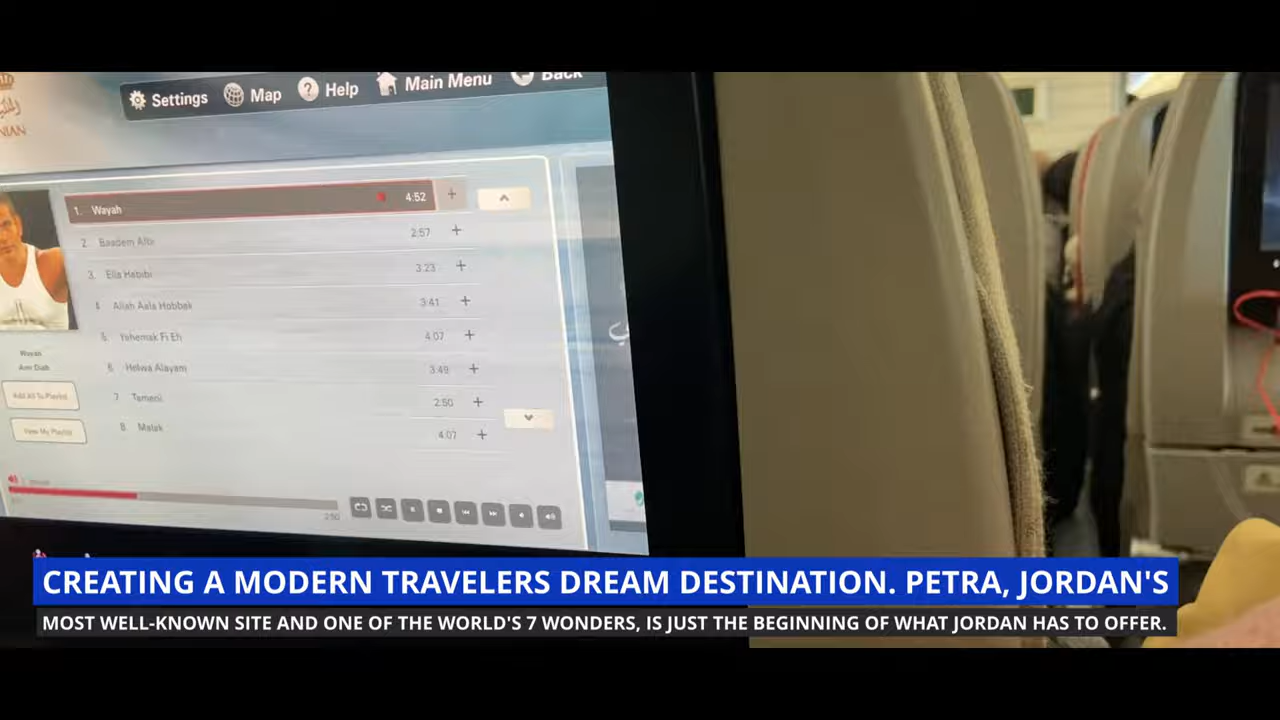 Settings
Map
Help
Main Menu
Back
NIAN
1. Wayah 4:52 +
2. Baadem Albi 2:57 +
3. Ella Habibi 3:23 +
4. Allah Aala Hobbak 3:41 +
5. Yehemak Fi Eh 4:07 +
6. Helwa Alayam 3:49 +
7. Tameni 2:50 +
8. Malak 4:07 +
Wayah
Amr Diab
Add All To Playlist
View My Playlist
2:50
CREATING A MODERN TRAVELERS DREAM DESTINATION. PETRA, JORDAN'S
MOST WELL-KNOWN SITE AND ONE OF THE WORLD'S 7 WONDERS, IS JUST THE BEGINNING OF WHAT JORDAN HAS TO OFFER.